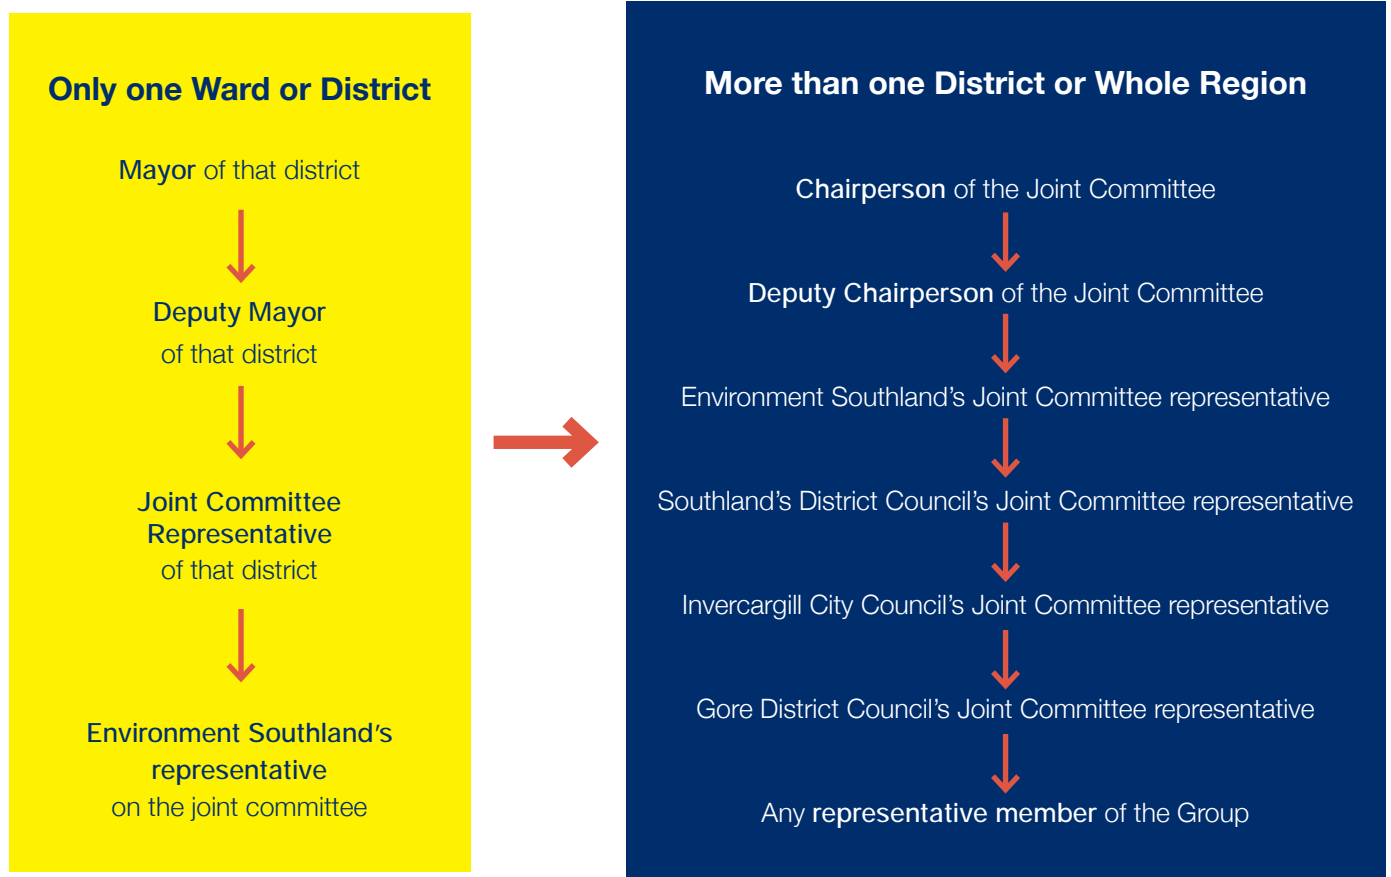 Only one Ward or District
Mayor of that district
Deputy Mayor
of that district
Joint Committee
Representative
of that district
Environment Southland's
representative
on the joint committee
More than one District or Whole Region
Chairperson of the Joint Committee
Deputy Chairperson of the Joint Committee
Environment Southland's Joint Committee representative
Southland's District Council's Joint Committee representative
Invercargill City Council's Joint Committee representative
Gore District Council's Joint Committee representative
Any representative member of the Group